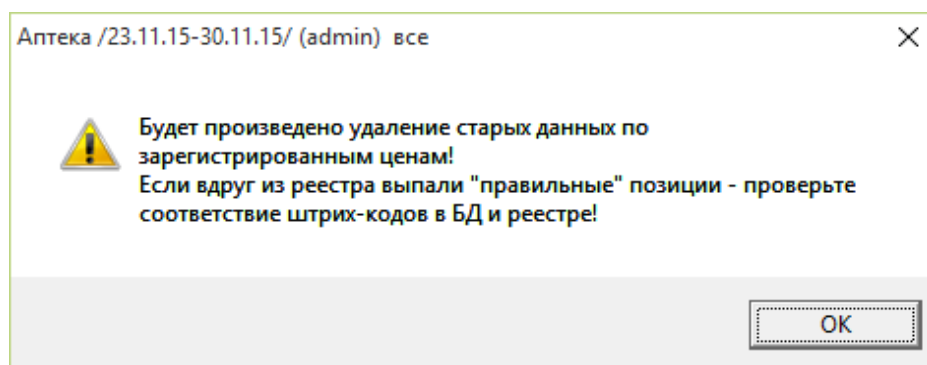 Аптека /23.11.15-30.11.15/ (admin) все
Будет произведено удаление старых данных по
зарегистрированным ценам!
Если вдруг из реестра выпали "правильные" позиции - проверьте
соответствие штрих-кодов в БД и реестре!
OK